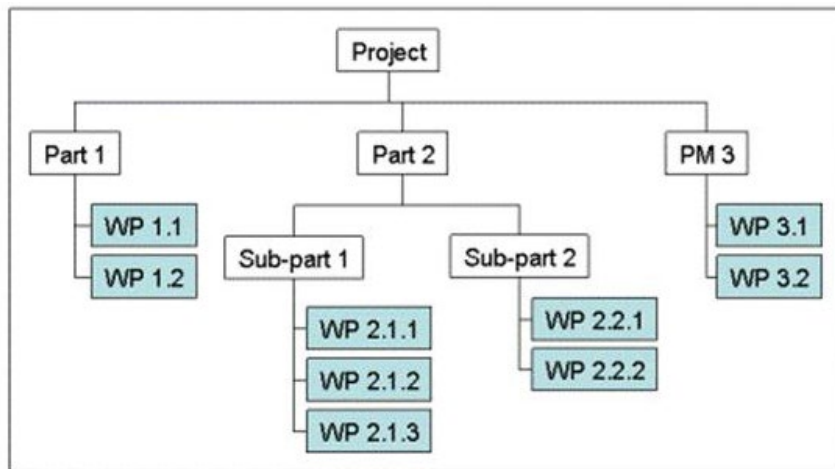 Project
Part 1
Part 2
PM 3
WP 1.1
WP 1.2
Sub-part 1
Sub-part 2
WP 3.1
WP 3.2
WP 2.1.1
WP 2.1.2
WP 2.1.3
WP 2.2.1
WP 2.2.2